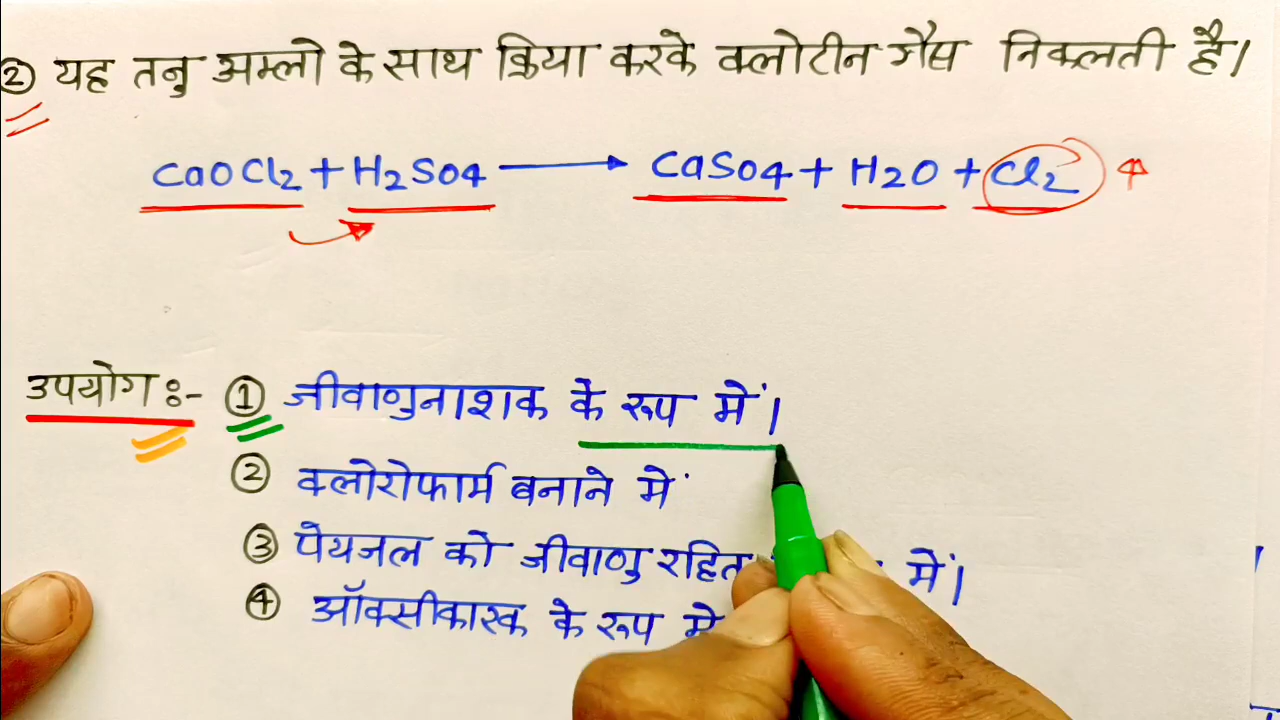 ② यह तनु अम्लो के साथ क्रिया करके क्लोरीन गैस निकलती है।
CaOCl2 + H2SO4 → CaSO4 + H2O + Cl2 ↑
उपयोग :- ① जीवाणुनाशक के रूप में।
② क्लोरोफार्म बनाने में
③ पेयजल को जीवाणु रहित में।
④ ऑक्सीकारक के रूप में